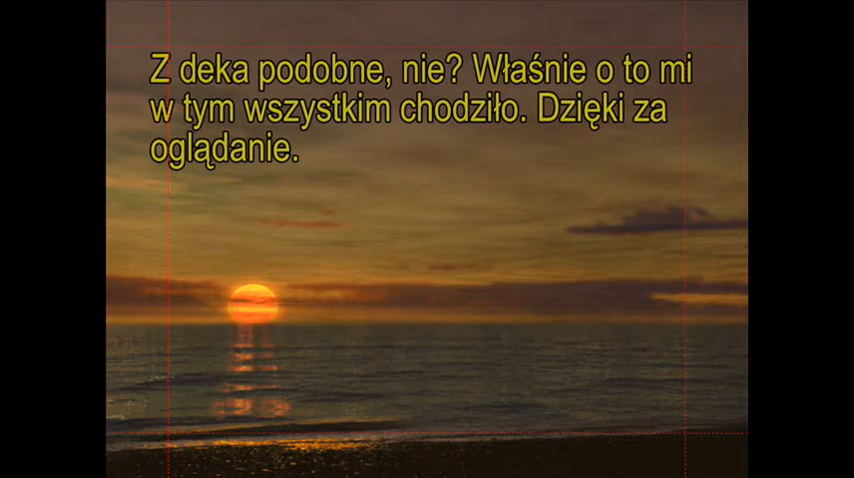 Z deka podobne, nie? Właśnie o to mi
w tym wszystkim chodziło. Dzięki za
oglądanie.